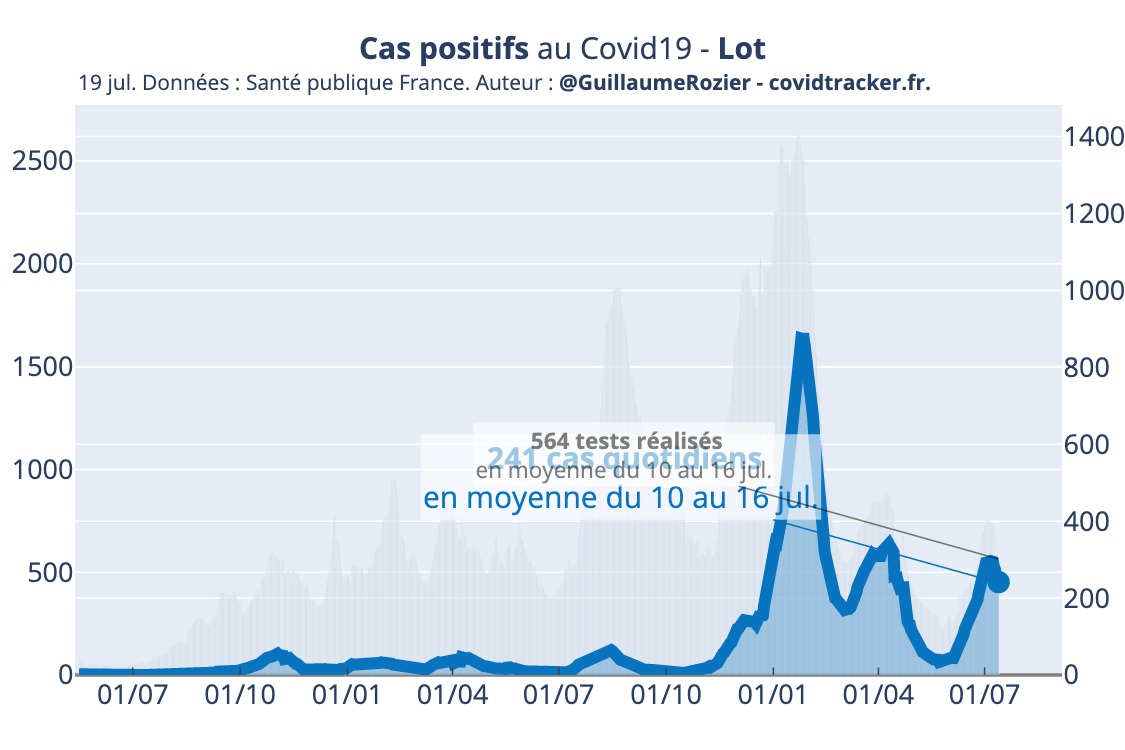 Cas positifs au Covid19 - Lot
19 jul. Données : Santé publique France. Auteur : @GuillaumeRozier - covidtracker.fr.
1400
2500
1200
2000
1000
1500
800
564 tests réalisés
600
241 cas quotidiens
1000
en moyenne du 10 au 16 jul.
en moyenne du 10 au 16 jul.
400
500
200
0
0
01/07 01/10 01/01 01/04 01/07 01/10 01/01 01/04 01/07